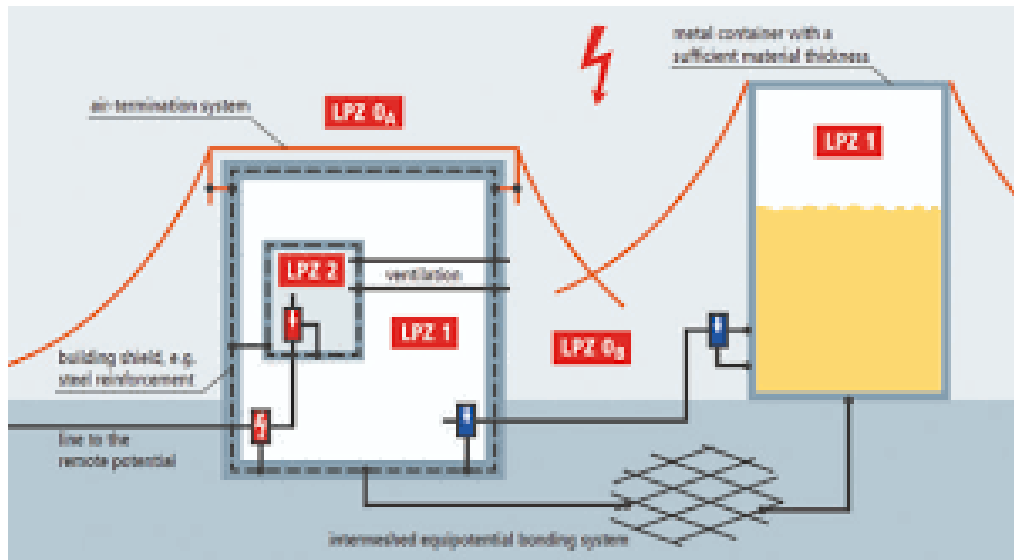 metal container with a
sufficient material thickness
air-termination system
LPZ 0A
LPZ 1
LPZ 2
ventilation
LPZ 1
LPZ 0B
building shield, e.g.
steel reinforcement
line to the
remote potential
intermeshed equipotential bonding system